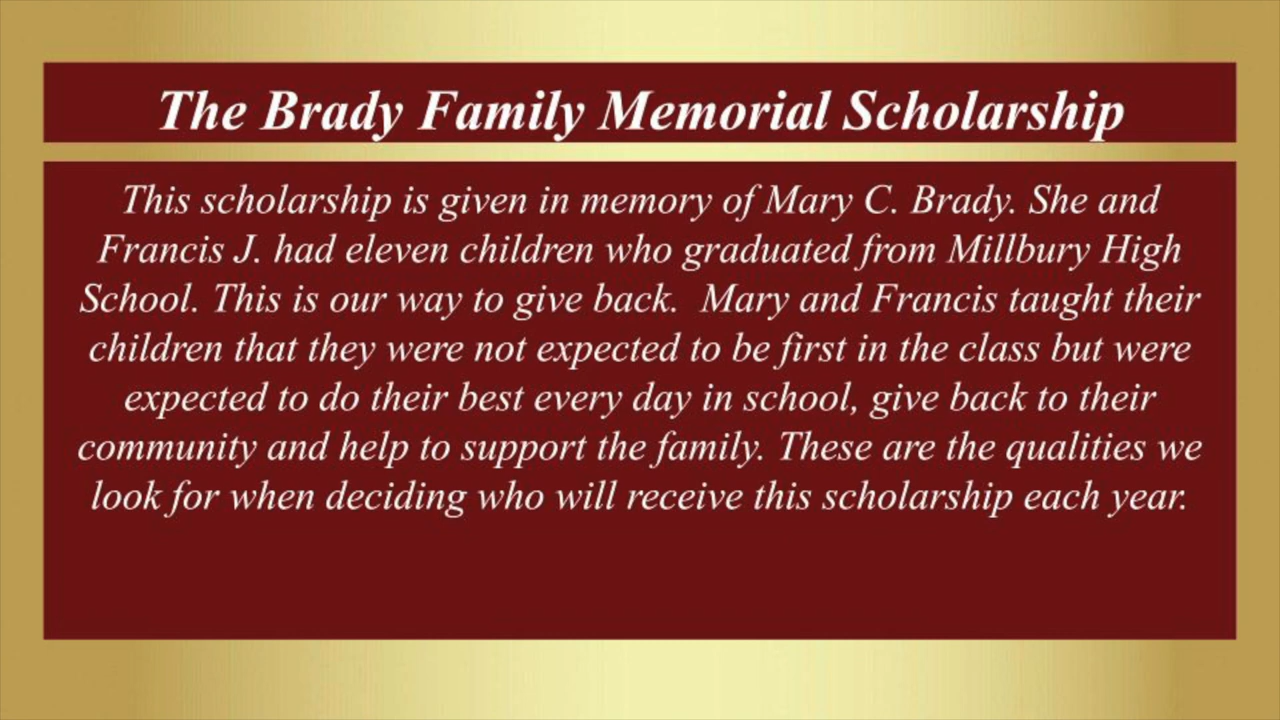 The Brady Family Memorial Scholarship
This scholarship is given in memory of Mary C. Brady. She and
Francis J. had eleven children who graduated from Millbury High
School. This is our way to give back.  Mary and Francis taught their
children that they were not expected to be first in the class but were
expected to do their best every day in school, give back to their
community and help to support the family. These are the qualities we
look for when deciding who will receive this scholarship each year.